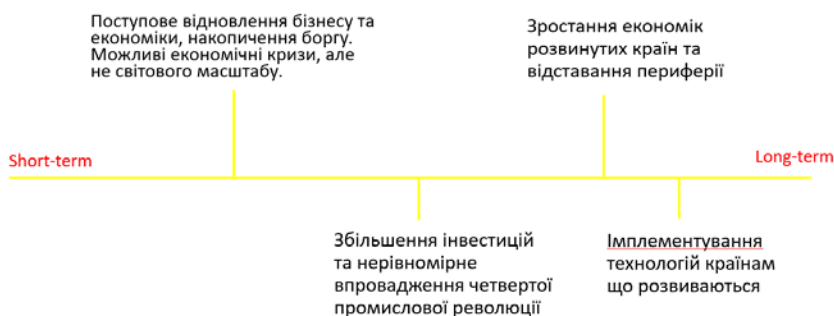 Поступове відновлення бізнесу та
економіки, накопичення боргу.
Можливі економічні кризи, але
не світового масштабу.
Зростання економік
розвинутих країн та
відставання периферії
Short-term
Long-term
Збільшення інвестицій
та нерівномірне
впровадження четвертої
промислової революції
Імплементування
технологій країнам
що розвиваються